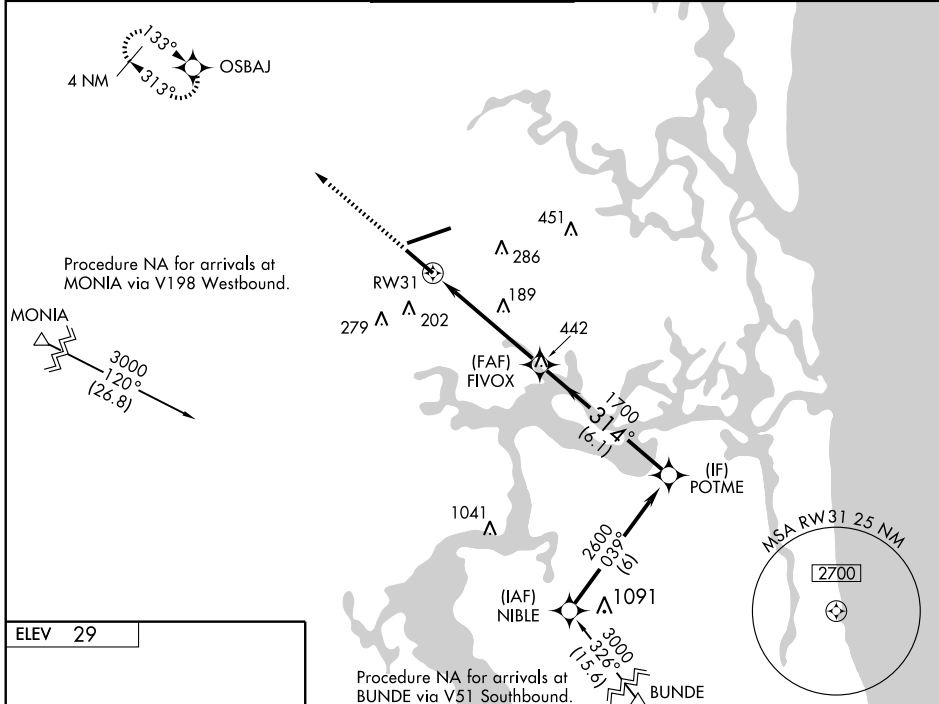 133°
OSBAJ
4 NM
313°
451
286
Procedure NA for arrivals at
MONIA via V198 Westbound.
RW31
189
MONIA
279
202
442
3000
120°
(26.8)
(FAF)
FIVOX
1700
314°
(6.1)
(IF)
POTME
1041
MSA RW31 25 NM
2700
2600
039°
(6)
(IAF)
NIBLE
1091
ELEV 29
3000
326°
(15.6)
Procedure NA for arrivals at
BUNDE via V51 Southbound.
BUNDE